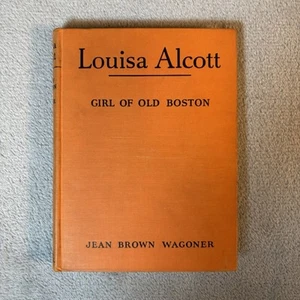 Louisa Alcott
GIRL OF OLD BOSTON
JEAN BROWN WAGONER